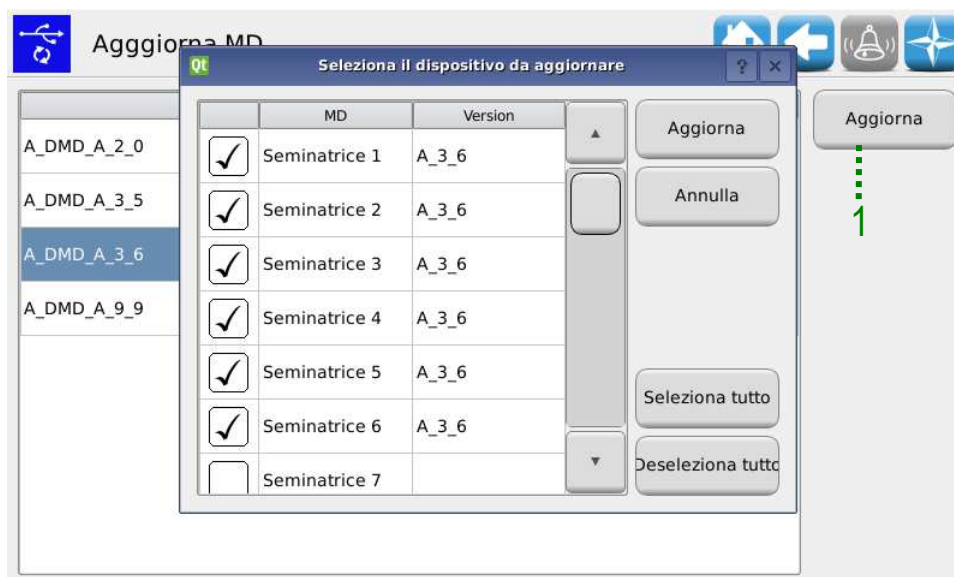 Agggiorna MD
Qt Seleziona il dispositivo da aggiornare ? ×
MD Version
Seminatrice 1 A_3_6
Seminatrice 2 A_3_6
Seminatrice 3 A_3_6
Seminatrice 4 A_3_6
Seminatrice 5 A_3_6
Seminatrice 6 A_3_6
Seminatrice 7
Aggiorna
Annulla
Seleziona tutto
Deseleziona tutto
A_DMD_A_2_0
A_DMD_A_3_5
A_DMD_A_3_6
A_DMD_A_9_9
Aggiorna
1